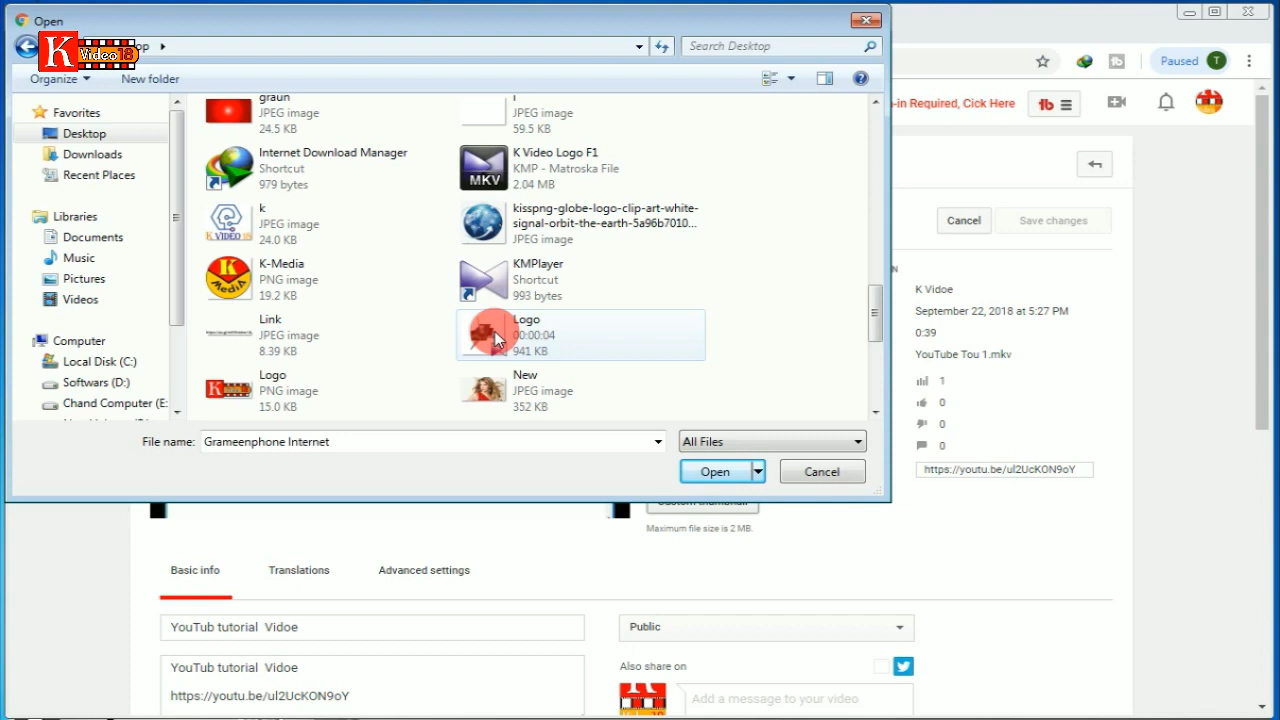 Open
K
Video18
op
Search Desktop
Organize
New folder
Favorites
Desktop
Downloads
Recent Places
Libraries
Documents
Music
Pictures
Videos
Computer
Local Disk (C:)
Softwars (D:)
Chand Computer (E:
graun
JPEG image
24.5 KB
JPEG image
59.5 KB
Internet Download Manager
Shortcut
979 bytes
MKV
K Video Logo F1
KMP - Matroska File
2.04 MB
K VIDEO 18
k
JPEG image
24.0 KB
kisspng-globe-logo-clip-art-white-
signal-orbit-the-earth-5a96b7010...
JPEG image
K
MediA
K-Media
PNG image
19.2 KB
KMPlayer
Shortcut
993 bytes
Link
JPEG image
8.39 KB
Logo
00:00:04
941 KB
Logo
PNG image
15.0 KB
New
JPEG image
352 KB
File name:
Grameenphone Internet
All Files
Open
Cancel
Paused
T
-in Required, Cick Here
Cancel
Save changes
N
K Vidoe
September 22, 2018 at 5:27 PM
0:39
YouTube Tou 1.mkv
1
0
0
0
https://youtu.be/ul2UcKON9oY
Custom thumbnail
Maximum file size is 2 MB.
Basic info
Translations
Advanced settings
YouTub tutorial Vidoe
Public
YouTub tutorial Vidoe
https://youtu.be/ul2UcKON9oY
Also share on
Add a message to your video